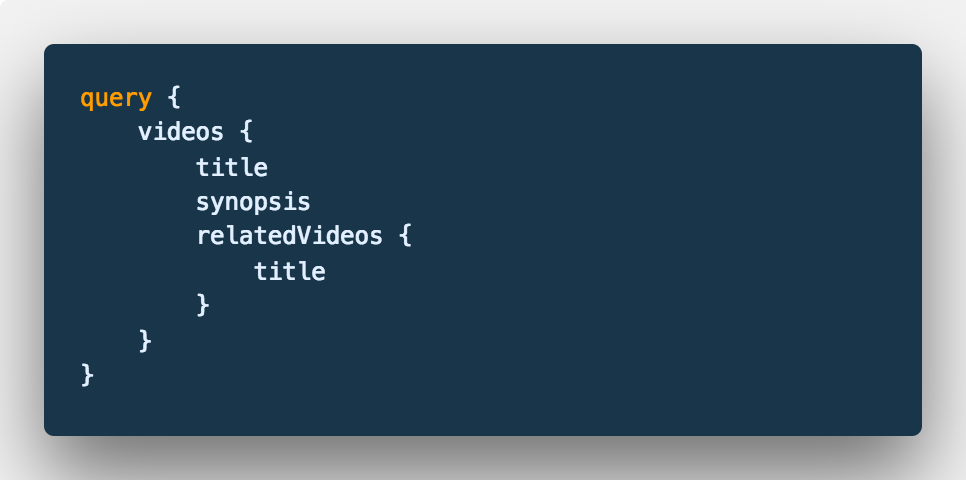 query {
    videos {
        title
        synopsis
        relatedVideos {
            title
        }
    }
}